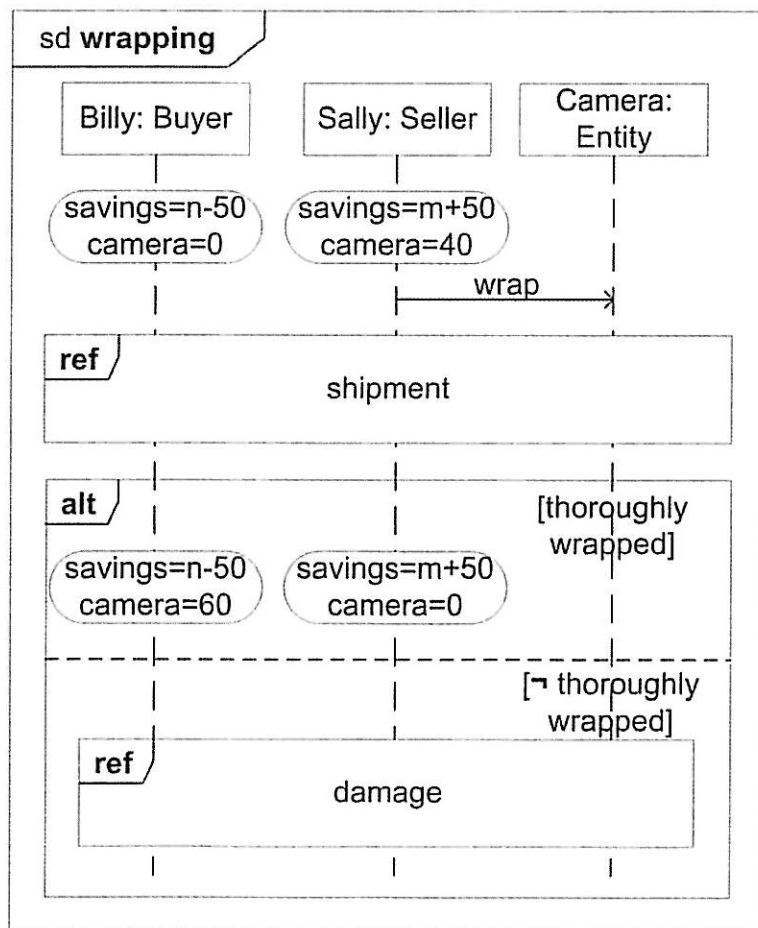 sd wrapping
Billy: Buyer
Sally: Seller
Camera:
Entity
savings=n-50
camera=0
savings=m+50
camera=40
wrap
ref
shipment
alt
[thoroughly
wrapped]
savings=n-50
camera=60
savings=m+50
camera=0
[¬ thoroughly
wrapped]
ref
damage